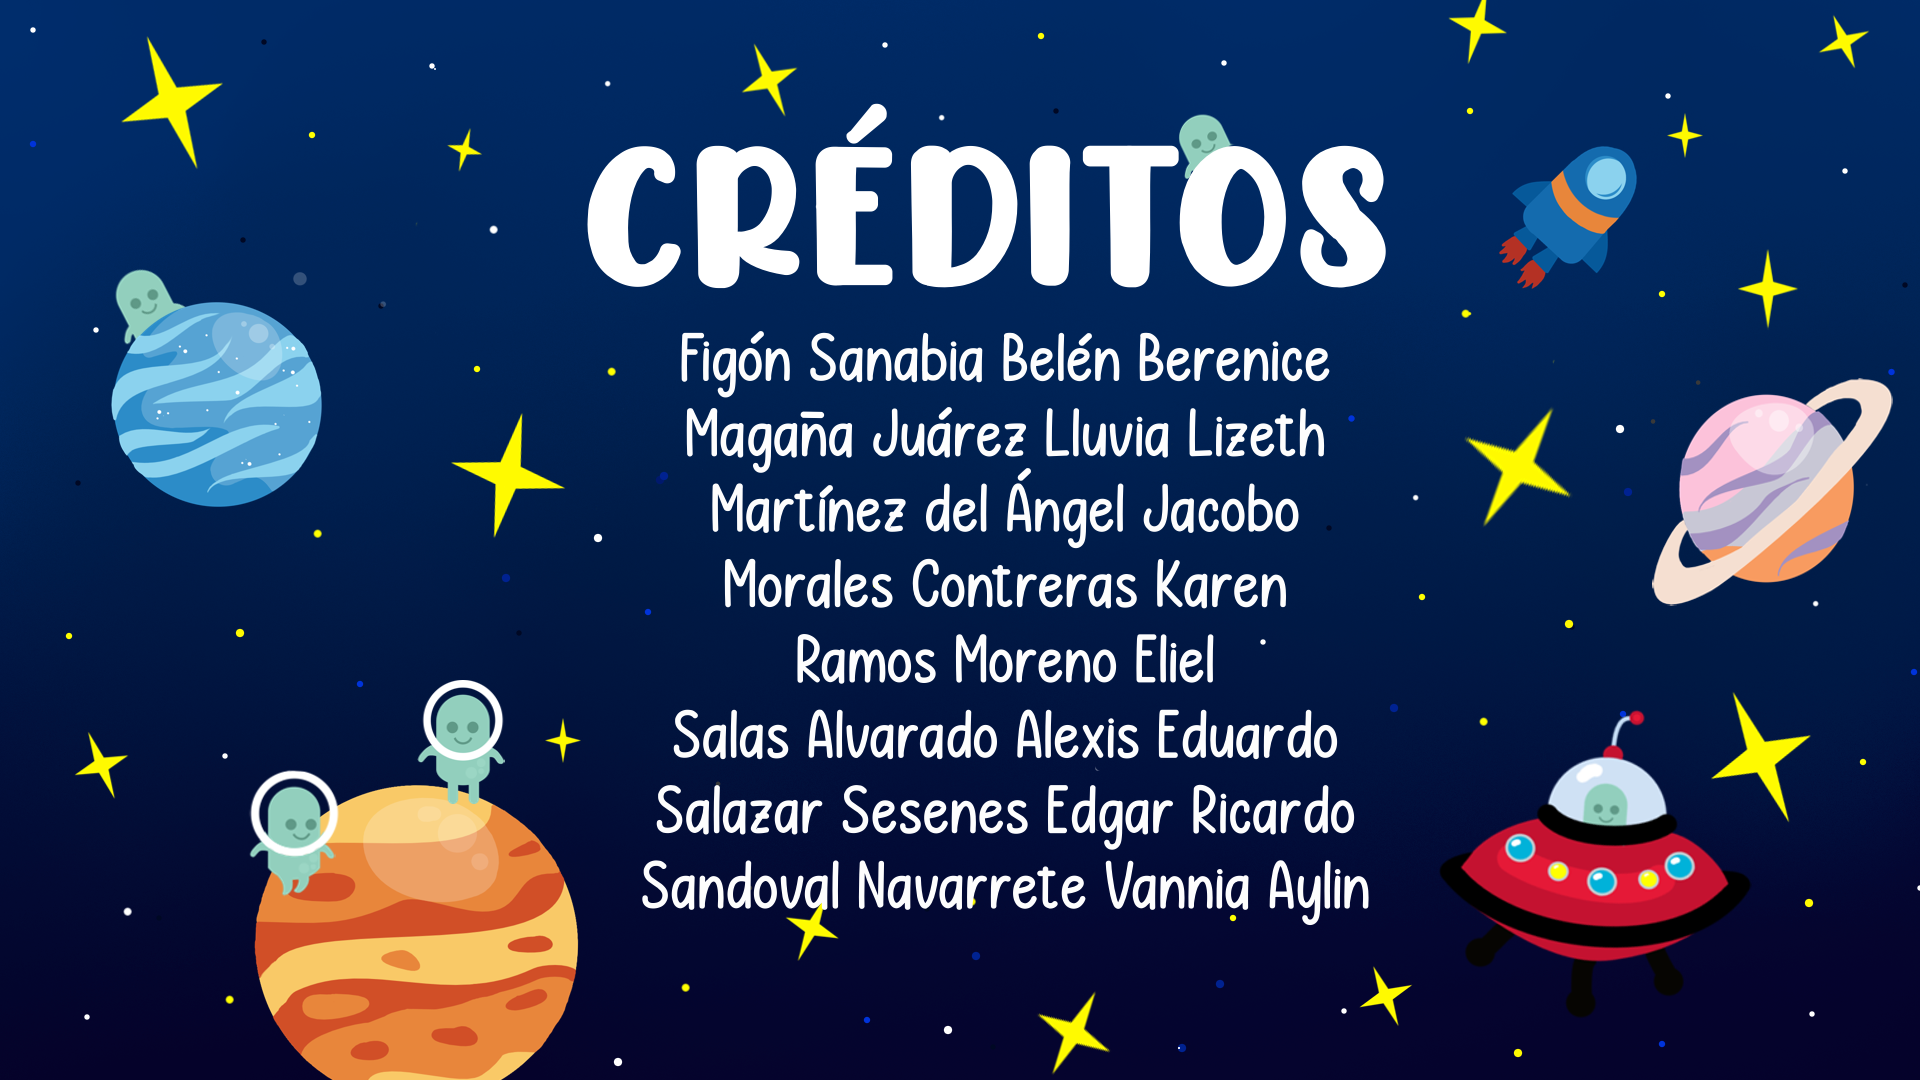 CRÉDITOS
Figón Sanabia Belén Berenice
Magaña Juárez Lluvia Lizeth
Martínez del Ángel Jacobo
Morales Contreras Karen
Ramos Moreno Eliel
Salas Alvarado Alexis Eduardo
Salazar Sesenes Edgar Ricardo
Sandoval Navarrete Vannia Aylin